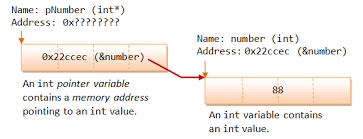 Name: pNumber (int*)
Address: 0x????????
0x22ccec (&number)
An int pointer variable
contains a memory address
pointing to an int value.
Name: number (int)
Address: 0x22ccec (&number)
88
An int variable contains
an int value.